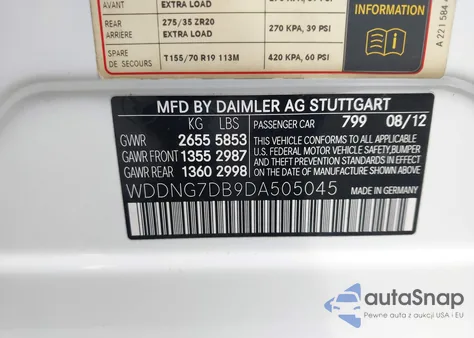 AVANT EXTRA LOAD
REAR 275/35 ZR20 270 KPA, 39 PSI
ARRIÈRE EXTRA LOAD
SPARE T155/70 R19 113M 420 KPA, 60 PSI
DE SECOURS
INFORMATION
A 221 584
MFD BY DAIMLER AG STUTTGART
KG LBS PASSENGER CAR 799 08/12
GVWR 2655 5853
GAWR FRONT 1355 2987
GAWR REAR 1360 2998
THIS VEHICLE CONFORMS TO ALL APPLICABLE
U.S. FEDERAL MOTOR VEHICLE SAFETY,BUMPER
AND THEFT PREVENTION STANDARDS IN EFFECT
ON THE DATE OF MANUFACTURE SHOWN ABOVE.
WDDNG7DB9DA505045 MADE IN GERMANY
autoSnap
Pewne auta z aukcji USA i EU